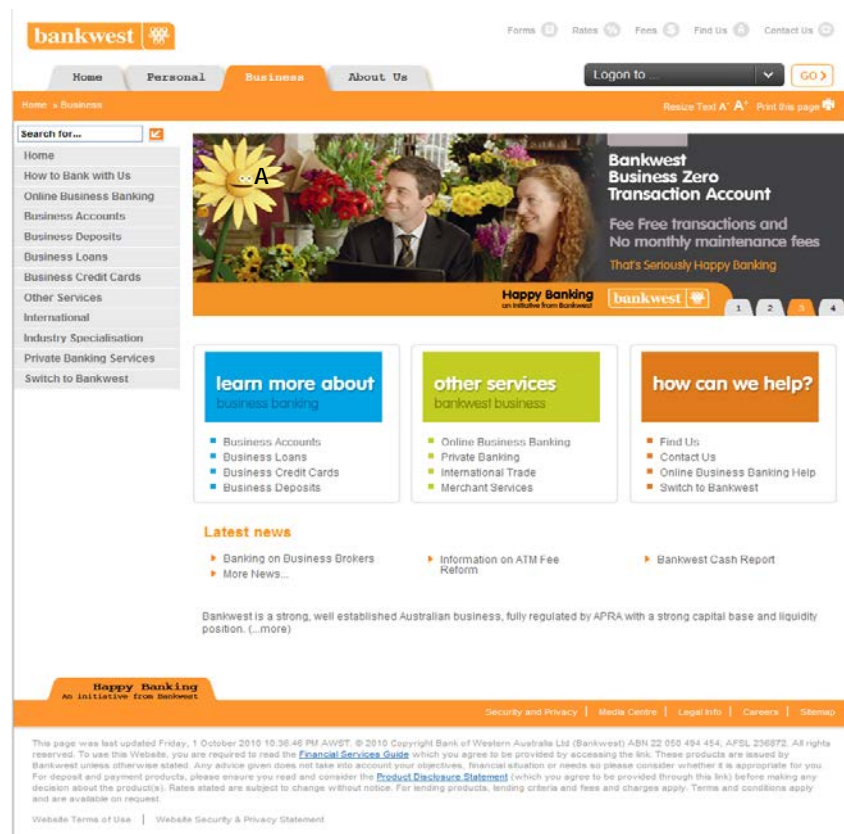 bankwest
Forms Rates Fees Find Us Contact Us
Home Personal Business About Us
Logon to ... GO
Home » Business
Resize Text A- A+ Print this page
Search for...
Home
How to Bank with Us
Online Business Banking
Business Accounts
Business Deposits
Business Loans
Business Credit Cards
Other Services
International
Industry Specialisation
Private Banking Services
Switch to Bankwest
A
Bankwest
Business Zero
Transaction Account
Fee Free transactions and
No monthly maintenance fees
That's Seriously Happy Banking
Happy Banking
an initiative from Bankwest
bankwest
1 2 3 4
learn more about
business banking
Business Accounts
Business Loans
Business Credit Cards
Business Deposits
other services
bankwest business
Online Business Banking
Private Banking
International Trade
Merchant Services
how can we help?
Find Us
Contact Us
Online Business Banking Help
Switch to Bankwest
Latest news
Banking on Business Brokers
More News...
Information on ATM Fee
Reform
Bankwest Cash Report
Bankwest is a strong, well established Australian business, fully regulated by APRA with a strong capital base and liquidity
position. (...more)
Happy Banking
An initiative from Bankwest
Security and Privacy | Media Centre | Legal Info | Careers | Sitemap
This page was last updated Friday, 1 October 2010 10:36:46 PM AWST. © 2010 Copyright Bank of Western Australia Ltd (Bankwest) ABN 22 050 494 454, AFSL 236872. All rights
reserved. To use this Website, you are required to read the Financial Services Guide which you agree to be provided by accessing the link. These products are issued by
Bankwest unless otherwise stated. Any advice given does not take into account your objectives, financial situation or needs so please consider whether it is appropriate for you.
For deposit and payment products, please ensure you read and consider the Product Disclosure Statement (which you agree to be provided through this link) before making any
decision about the product(s). Rates stated are subject to change without notice. For lending products, lending criteria and fees and charges apply. Terms and conditions apply
and are available on request.
Website Terms of Use | Website Security & Privacy Statement